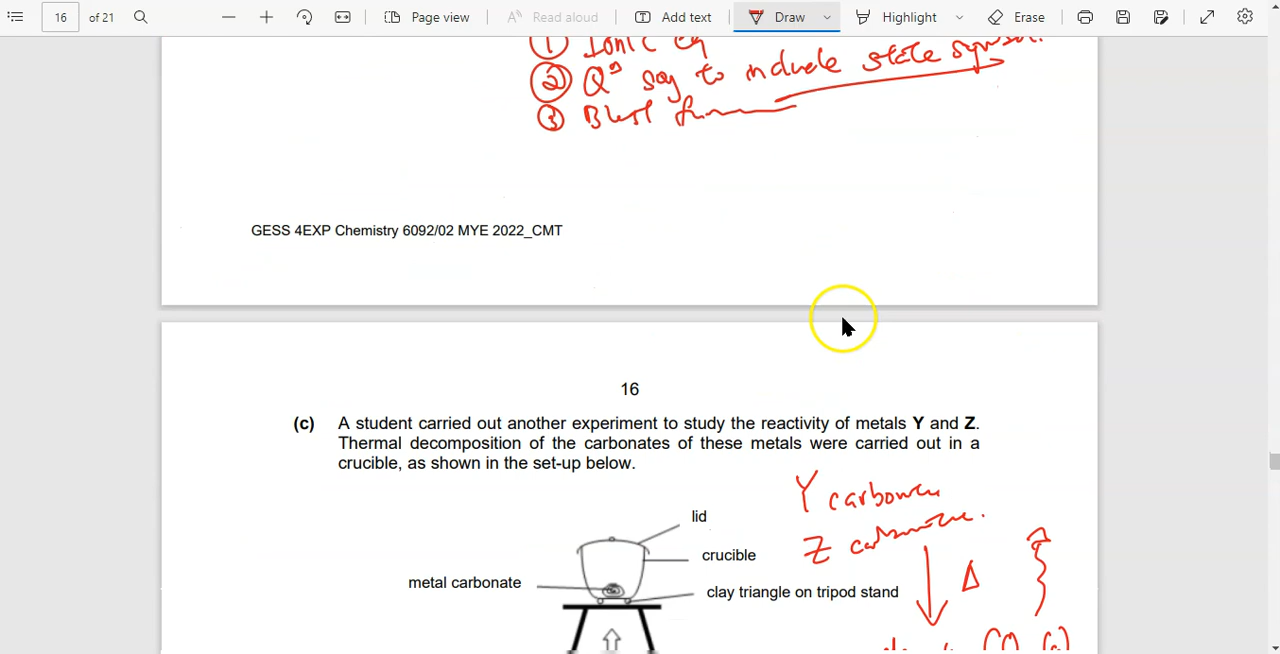 16 of 21 Page view Read aloud Add text Draw Highlight Erase
① Ionic eq
② Qⁿ say to include state symbol.
③ Blast
GESS 4EXP Chemistry 6092/02 MYE 2022_CMT
16
(c) A student carried out another experiment to study the reactivity of metals Y and Z.
Thermal decomposition of the carbonates of these metals were carried out in a
crucible, as shown in the set-up below.
Y carbonate
lid
Z carbonate.
crucible
metal carbonate
clay triangle on tripod stand
Δ